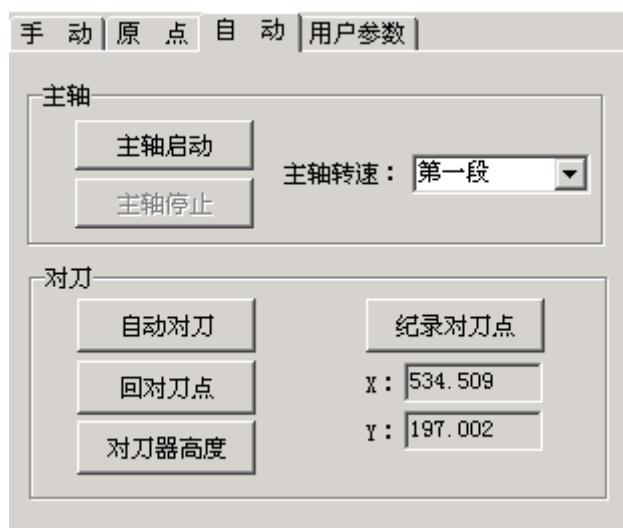 手 动 原 点 自 动 用户参数
主轴
主轴启动
主轴转速： 第一段
主轴停止
对刀
自动对刀 纪录对刀点
回对刀点 X： 534.509
对刀器高度 Y： 197.002